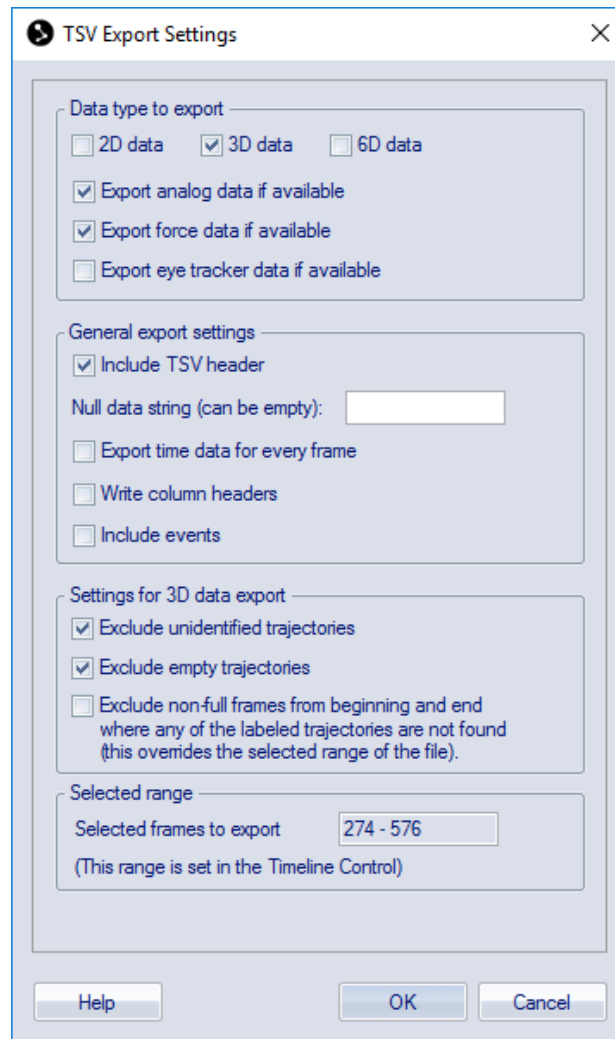 TSV Export Settings
Data type to export
2D data 3D data 6D data
Export analog data if available
Export force data if available
Export eye tracker data if available
General export settings
Include TSV header
Null data string (can be empty):
Export time data for every frame
Write column headers
Include events
Settings for 3D data export
Exclude unidentified trajectories
Exclude empty trajectories
Exclude non-full frames from beginning and end
where any of the labeled trajectories are not found
(this overrides the selected range of the file).
Selected range
Selected frames to export 274 - 576
(This range is set in the Timeline Control)
Help OK Cancel